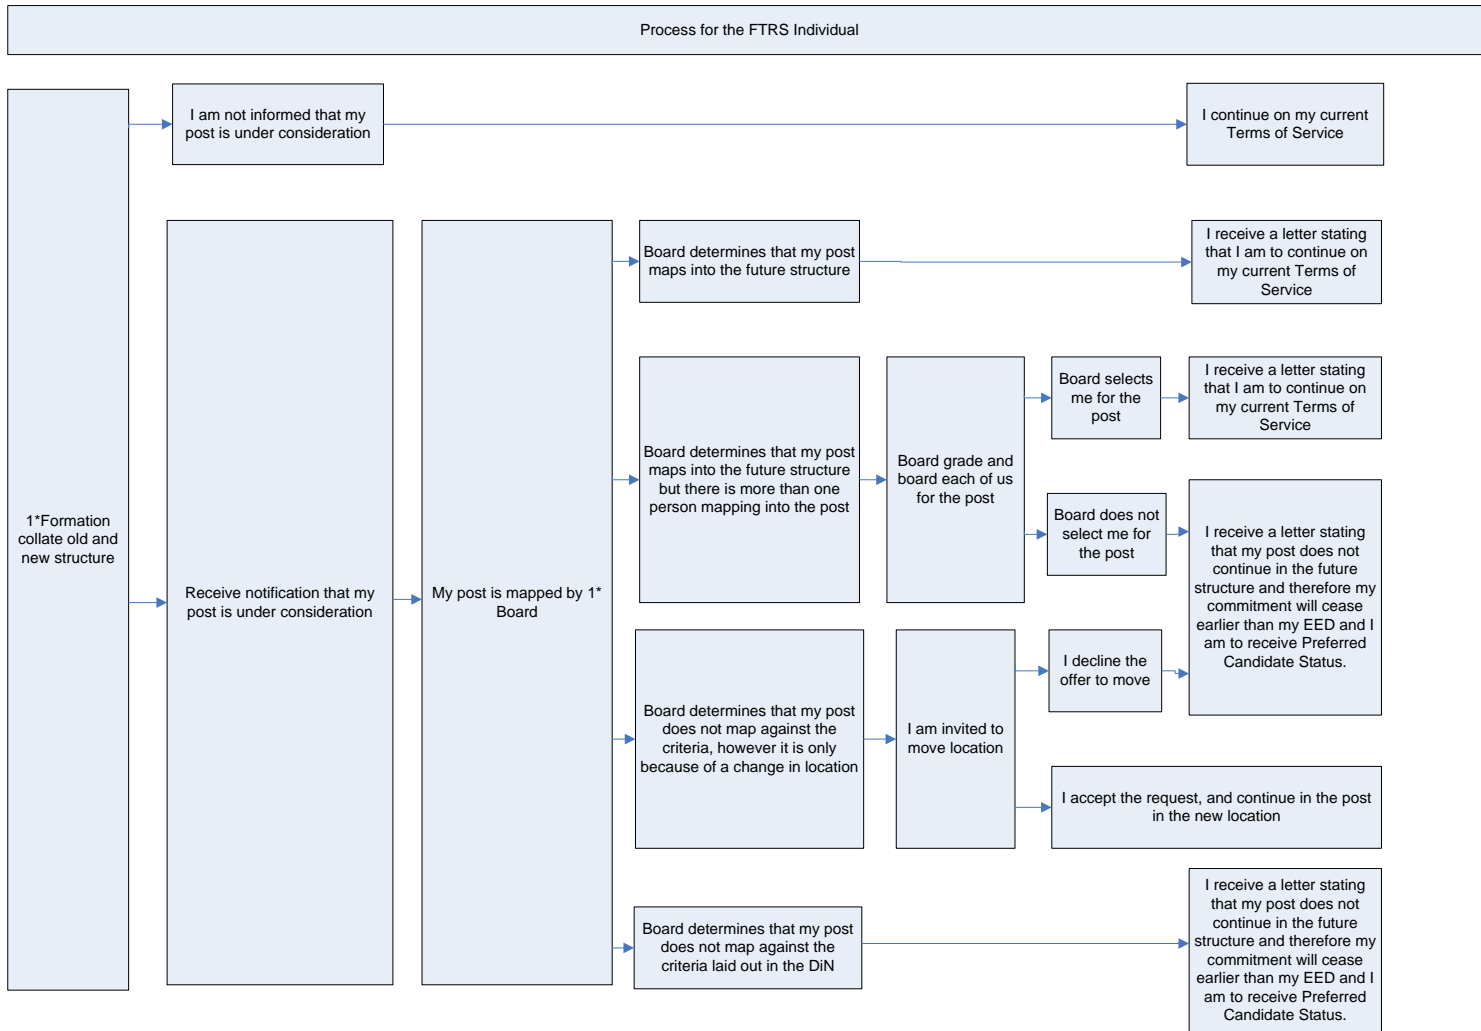 Process for the FTRS Individual
I am not informed that my
post is under consideration
I continue on my current
Terms of Service
1*Formation
collate old and
new structure
Receive notification that my
post is under consideration
My post is mapped by 1*
Board
Board determines that my post
maps into the future structure
I receive a letter stating
that I am to continue on
my current Terms of
Service
Board determines that my post
maps into the future structure
but there is more than one
person mapping into the post
Board grade and
board each of us
for the post
Board selects
me for the
post
I receive a letter stating
that I am to continue on
my current Terms of
Service
Board does not
select me for
the post
I receive a letter stating
that my post does not
continue in the future
structure and therefore my
commitment will cease
earlier than my EED and I
am to receive Preferred
Candidate Status.
Board determines that my post
does not map against the
criteria, however it is only
because of a change in location
I am invited to
move location
I decline the
offer to move
I accept the request, and continue in the post
in the new location
Board determines that my post
does not map against the
criteria laid out in the DiN
I receive a letter stating
that my post does not
continue in the future
structure and therefore my
commitment will cease
earlier than my EED and I
am to receive Preferred
Candidate Status.